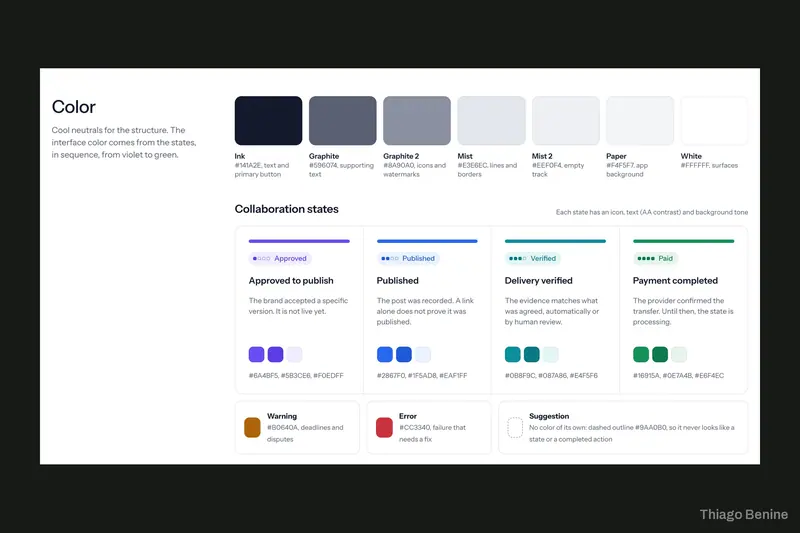 Color
Cool neutrals for the structure. The
interface color comes from the states,
in sequence, from violet to green.
Ink
#141A2E, text and
primary button
Graphite
#596074, supporting
text
Graphite 2
#8A90A0, icons and
watermarks
Mist
#E3E6EC, lines and
borders
Mist 2
#EEF0F4, empty
track
Paper
#F4F5F7, app
background
White
#FFFFFF, surfaces
Collaboration states
Each state has an icon, text (AA contrast) and background tone
Approved
Approved to publish
The brand accepted a specific
version. It is not live yet.
#6A4BF5, #5B3CE6, #F0EDFF
Published
Published
The post was recorded. A link
alone does not prove it was
published.
#2867F0, #1F5AD8, #EAF1FF
Verified
Delivery verified
The evidence matches what
was agreed, automatically or
by human review.
#0B8F9C, #087A86, #E4F5F6
Paid
Payment completed
The provider confirmed the
transfer. Until then, the state is
processing.
#16915A, #0E7A4B, #E6F4EC
Warning
#B0640A, deadlines and
disputes
Error
#CC3340, failure that
needs a fix
Suggestion
No color of its own: dashed outline #9AA0B0, so it never looks like a
state or a completed action
Thiago Benine